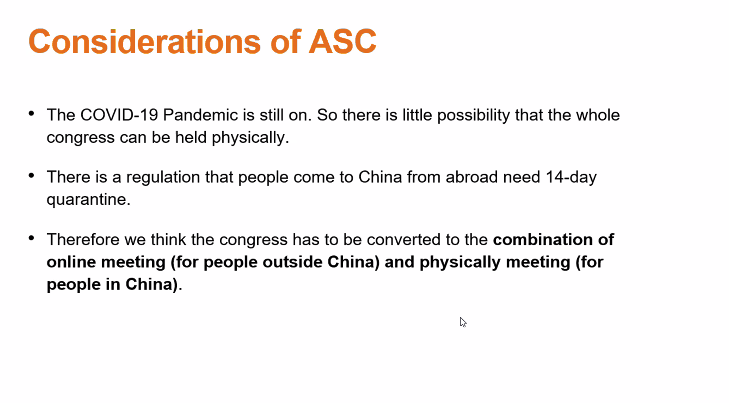 Considerations of ASC
• The COVID-19 Pandemic is still on. So there is little possibility that the whole
congress can be held physically.
• There is a regulation that people come to China from abroad need 14-day
quarantine.
• Therefore we think the congress has to be converted to the combination of
online meeting (for people outside China) and physically meeting (for
people in China).